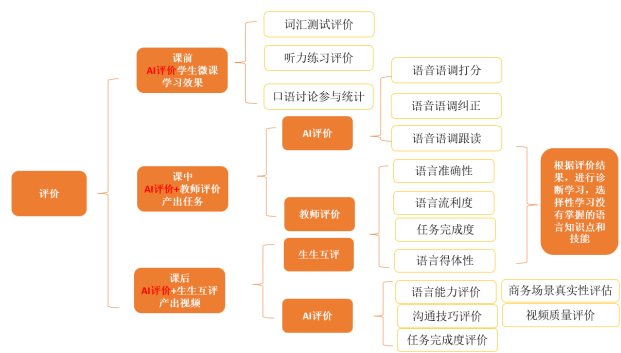 评价
课前
AI评价学生微课
学习效果
词汇测试评价
听力练习评价
口语讨论参与统计
课中
AI评价+教师评价
产出任务
AI评价
语音语调打分
语音语调纠正
语音语调跟读
教师评价
语言准确性
语言流利度
任务完成度
语言得体性
根据评价结
果，进行诊
断学习，选
择性学习没
有掌握的语
言知识点和
技能
课后
AI评价+生生互评
产出视频
生生互评
AI评价
语言能力评价
商务场景真实性评估
沟通技巧评价
视频质量评价
任务完成度评价